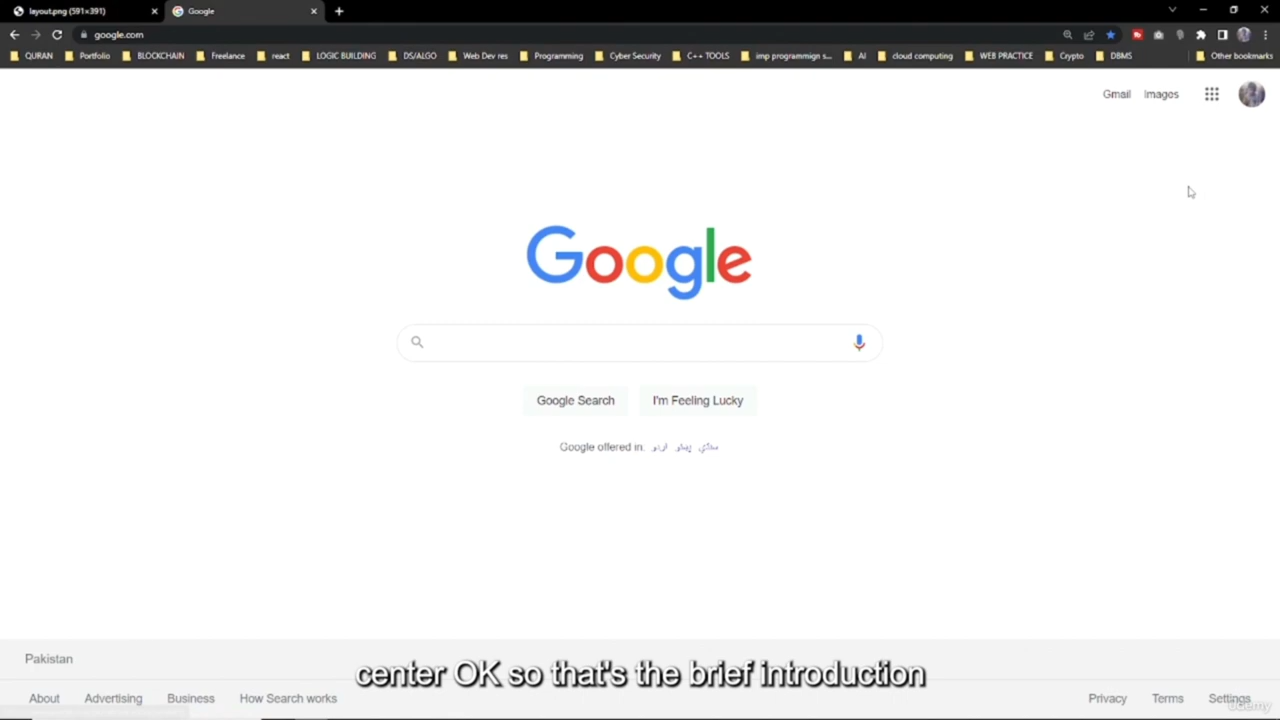 layout.png (591×391)
Google
google.com
QURAN
Portfolio
BLOCKCHAIN
Freelance
react
LOGIC BUILDING
DS/ALGO
Web Dev res
Programming
Cyber Security
C++ TOOLS
imp programmign s...
AI
cloud computing
WEB PRACTICE
Crypto
DBMS
Other bookmarks
Gmail
Images
Google
Google Search
I'm Feeling Lucky
Google offered in: اردو پښتو سنڌي
Pakistan
center OK so that's the brief introduction
About
Advertising
Business
How Search works
Privacy
Terms
Settings
udemy